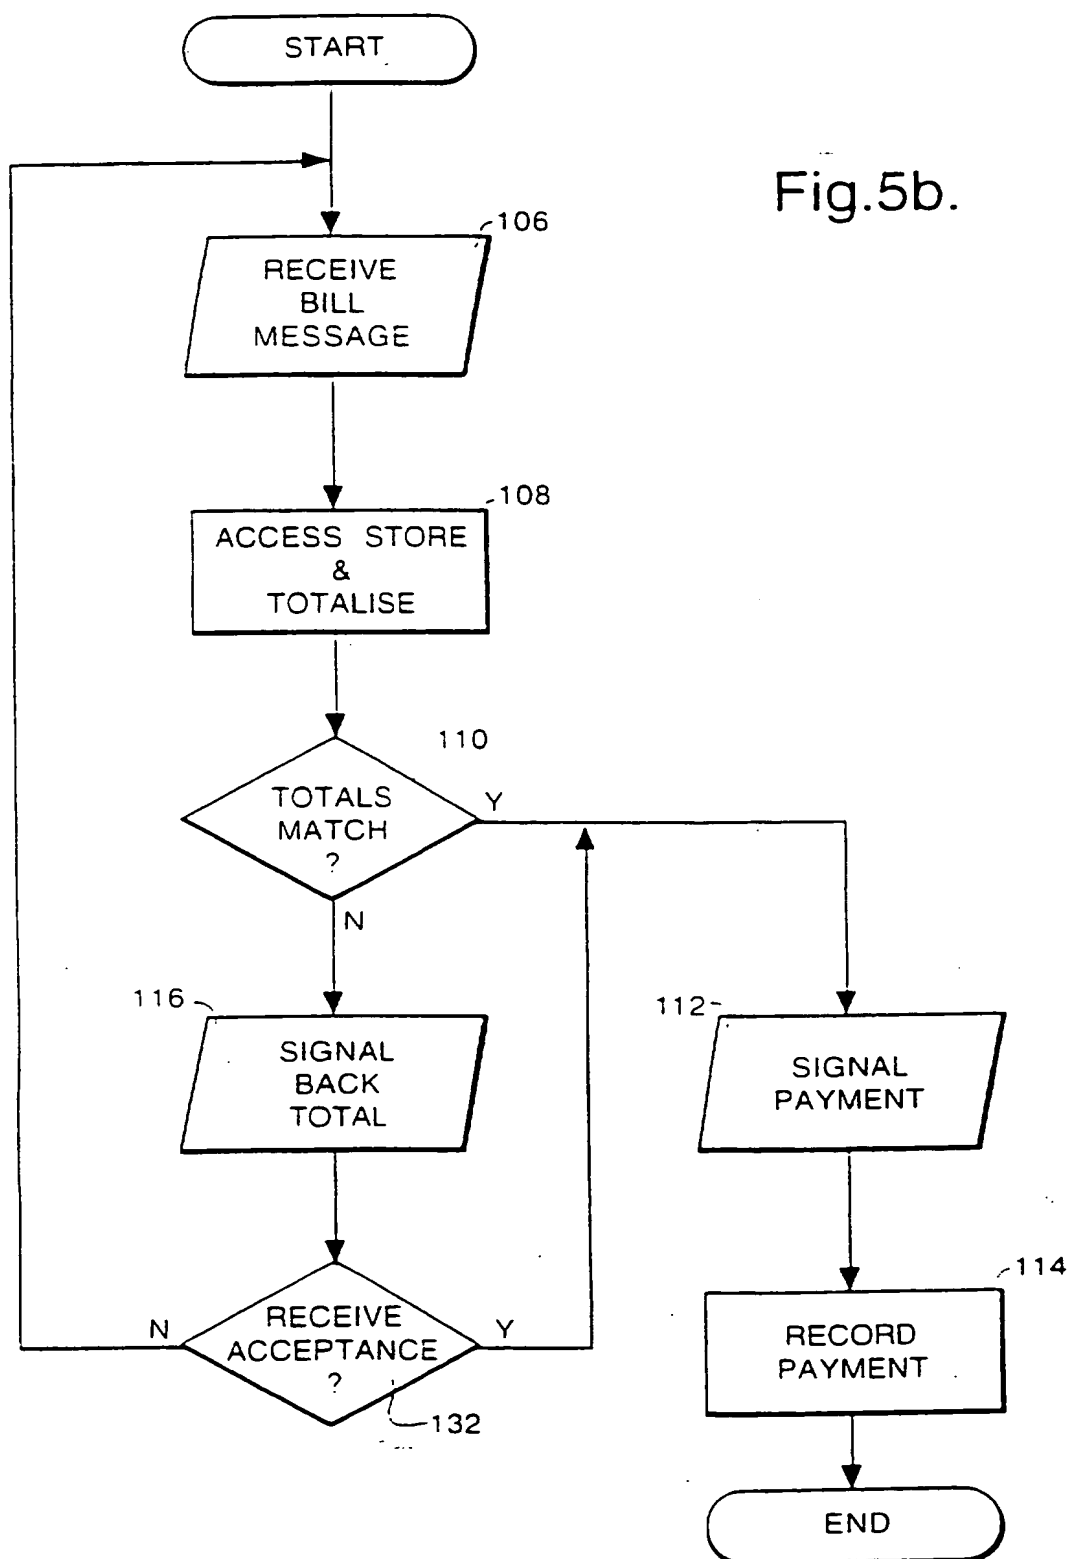 START
Fig.5b.
106
RECEIVE
BILL
MESSAGE
108
ACCESS STORE
&
TOTALISE
110
TOTALS
MATCH
?
Y
N
116
SIGNAL
BACK
TOTAL
112
SIGNAL
PAYMENT
N
RECEIVE
ACCEPTANCE
?
Y
132
114
RECORD
PAYMENT
END